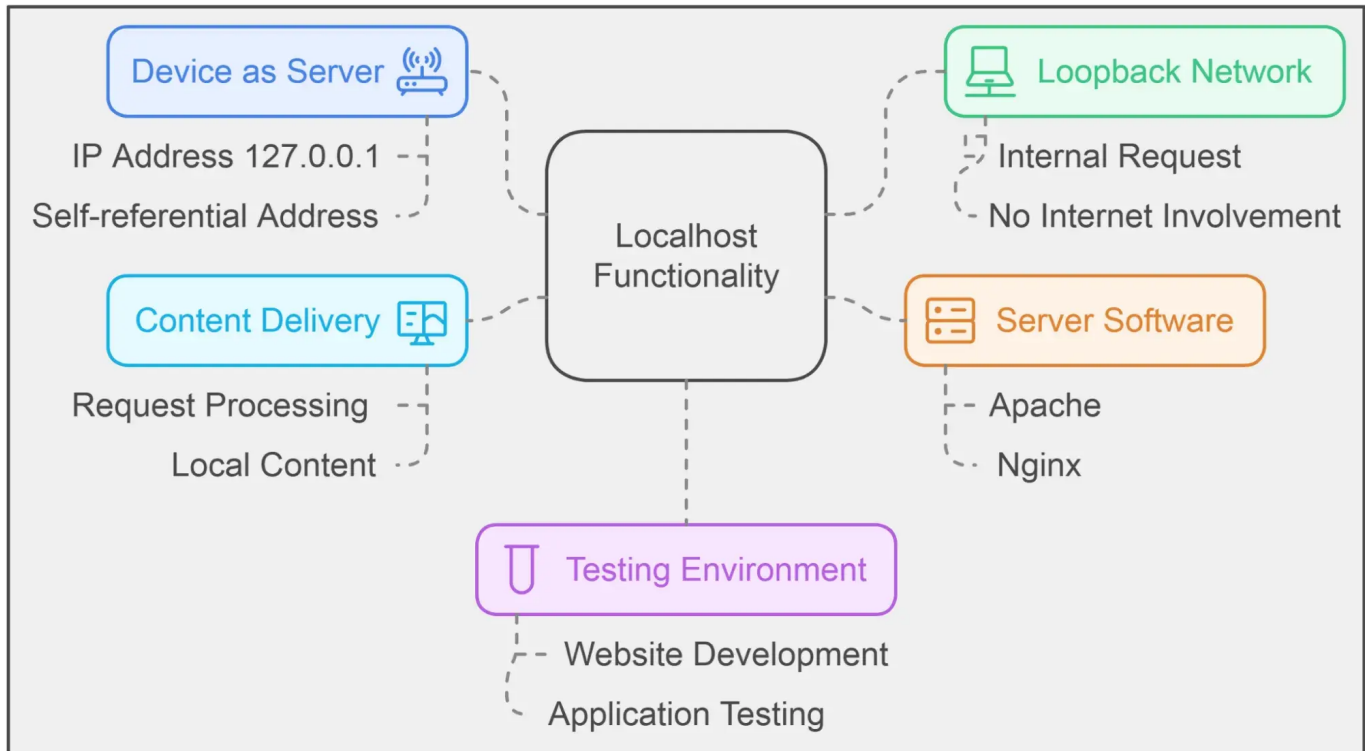 Device as Server
IP Address 127.0.0.1
Self-referential Address
Loopback Network
Internal Request
No Internet Involvement
Localhost
Functionality
Content Delivery
Request Processing
Local Content
Server Software
Apache
Nginx
Testing Environment
Website Development
Application Testing